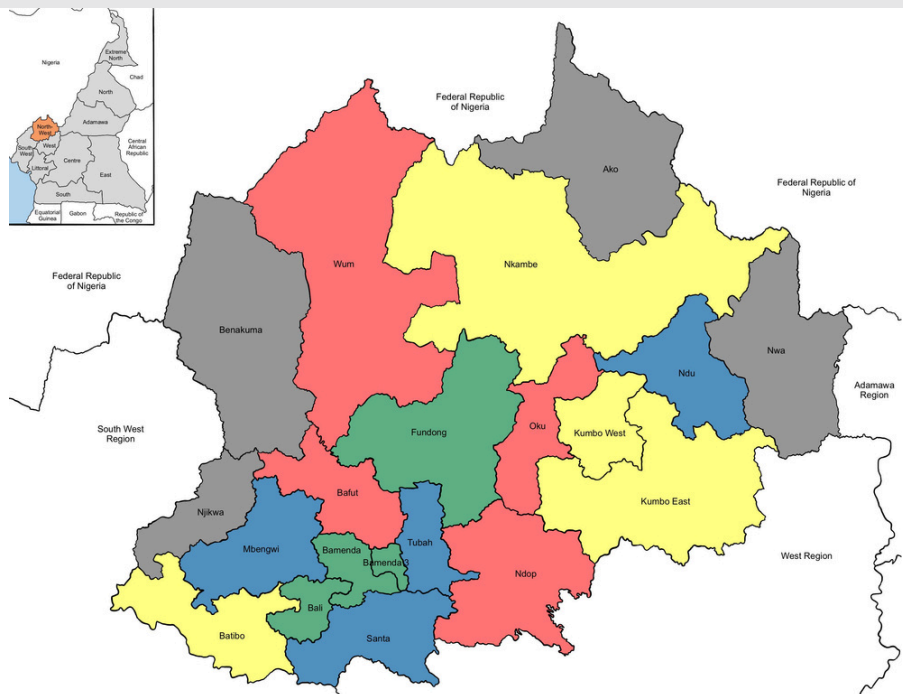 Nigeria
Extreme
North
Chad
North
North-
West
Adamawa
South
West
West
Central
African
Republic
Centre
Littoral
East
South
Equatorial
Guinea
Gabon
Republic of
the Congo
Federal Republic
of Nigeria
Ako
Federal Republic of
Nigeria
Wum
Nkambe
Federal Republic
of Nigeria
Benakuma
Nwa
Ndu
Adamawa
Region
South West
Region
Fundong
Oku
Kumbo West
Bafut
Kumbo East
Njikwa
Mbengwi
Bamenda
Tubah
Bamenda 3
West Region
Ndop
Bali
Batibo
Santa